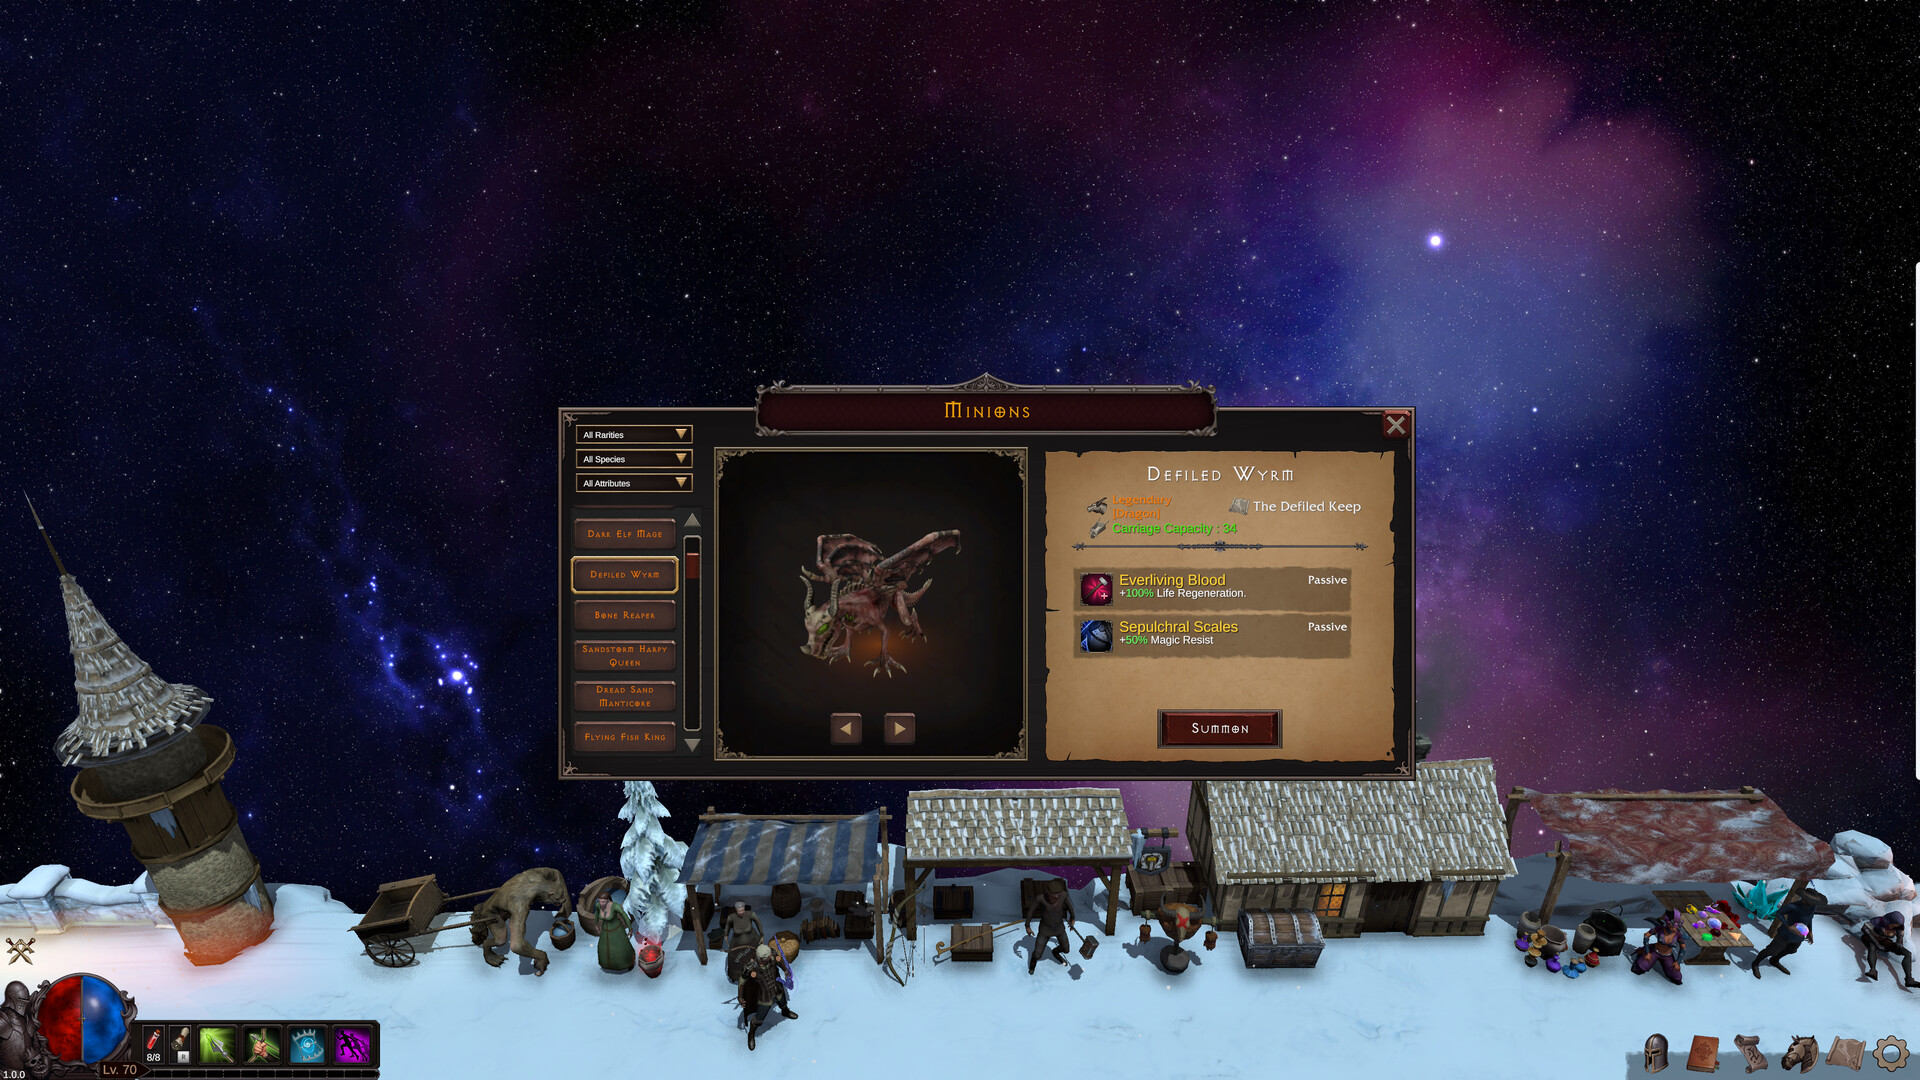 Minions
All Rarities
All Species
All Attributes
Dark Elf Mage
Defiled Wyrm
Bone Reaper
Sandstorm Harpy
Queen
Dread Sand
Manticore
Flying Fish King
Defiled Wyrm
Legendary
[Dragon]
The Defiled Keep
Carriage Capacity : 34
Everliving Blood
Passive
+100% Life Regeneration.
Sepulchral Scales
Passive
+50% Magic Resist
Summon
8/8
R
Lv. 70
1.0.0